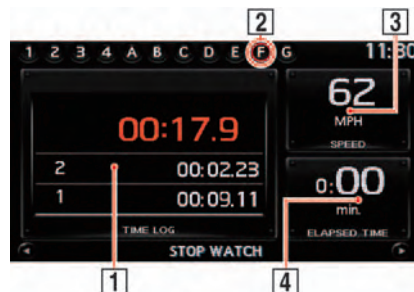 2 3
1 2 3 4 A B C D E F G 11:30
62
MPH
SPEED
00:17.9
2 00:02.23
1 00:09.11
TIME LOG
0:00
min.
ELAPSED TIME
STOP WATCH
1 4